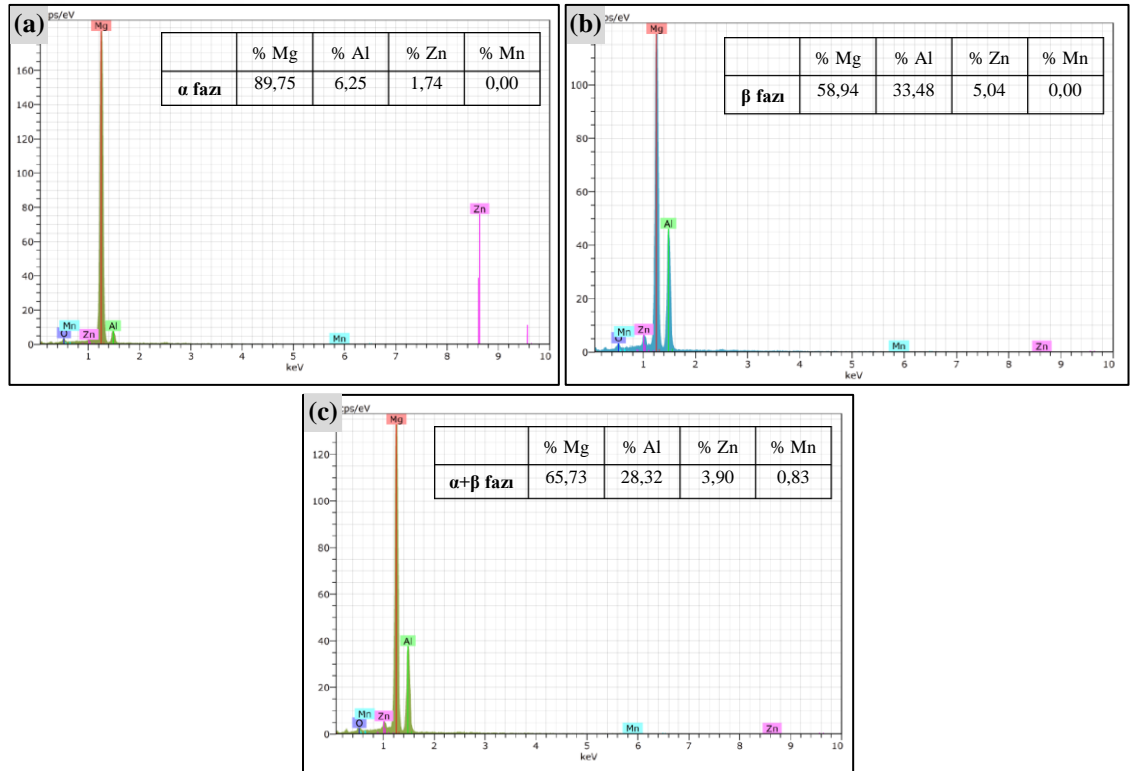 (a)
cps/eV
% Mg % Al % Zn % Mn
α fazı 89,75 6,25 1,74 0,00
Mg
160
140
120
100
80
60
40
20
0
O Mn Zn Al Mn Zn
1 2 3 4 5 6 7 8 9 10
keV
(b)
cps/eV
% Mg % Al % Zn % Mn
β fazı 58,94 33,48 5,04 0,00
Mg
100
80
60
40
20
0
O Mn Zn Al Mn Zn
1 2 3 4 5 6 7 8 9 10
keV
(c)
cps/eV
% Mg % Al % Zn % Mn
α+β fazı 65,73 28,32 3,90 0,83
Mg
120
100
80
60
40
20
0
O Mn Zn Al Mn Zn
1 2 3 4 5 6 7 8 9 10
keV